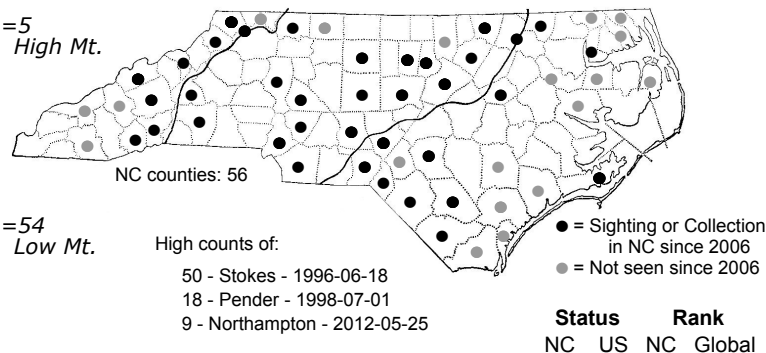 =5
High Mt.
NC counties: 56
=54
Low Mt.
High counts of:
50 - Stokes - 1996-06-18
18 - Pender - 1998-07-01
9 - Northampton - 2012-05-25
● = Sighting or Collection
in NC since 2006
● = Not seen since 2006
Status Rank
NC US NC Global